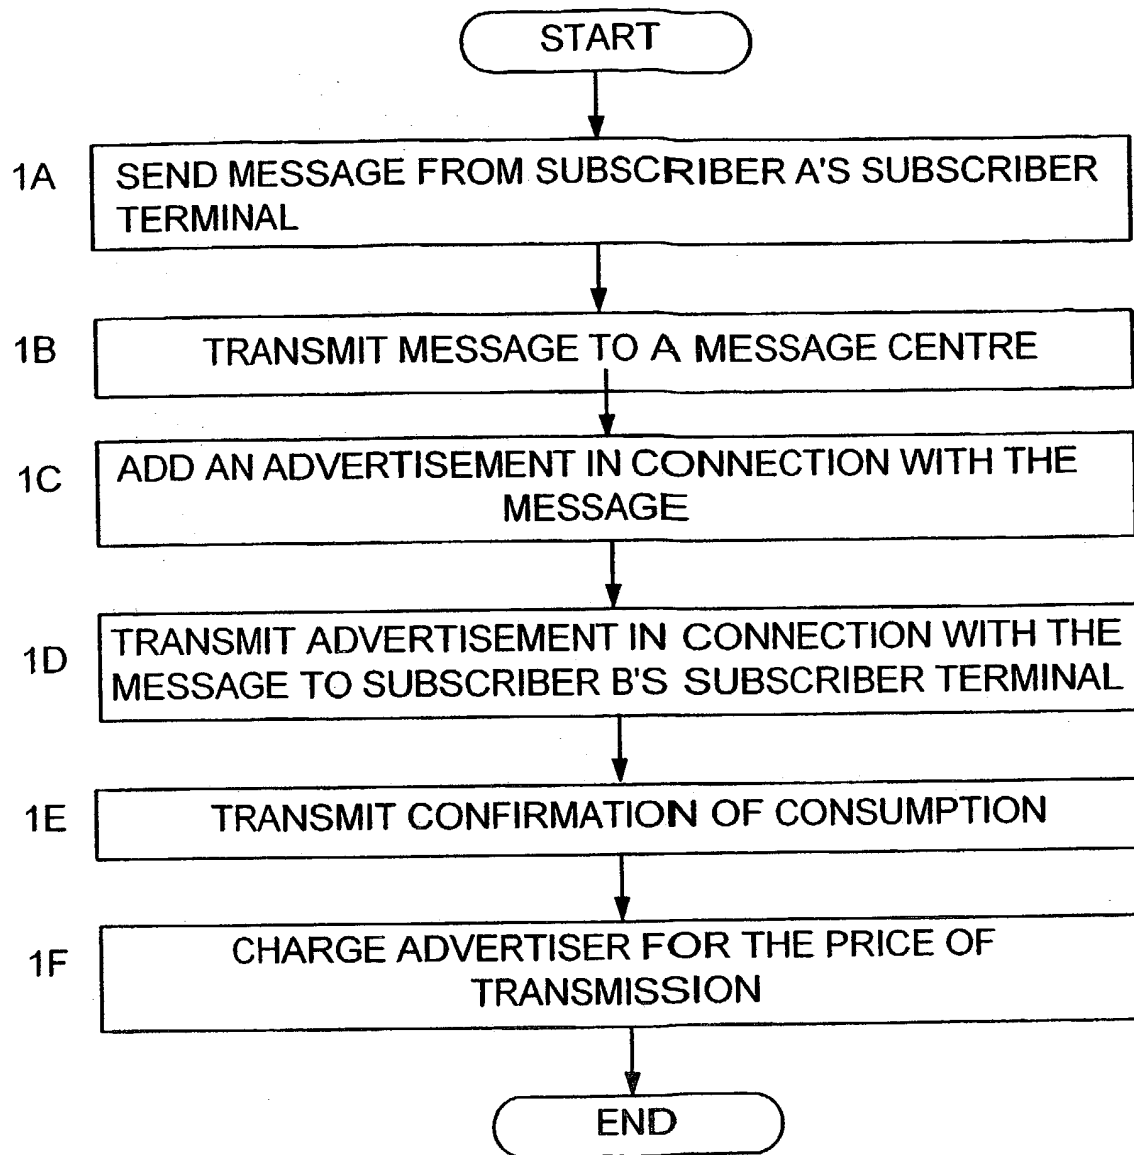 START
1A
SEND MESSAGE FROM SUBSCRIBER A'S SUBSCRIBER
TERMINAL
1B
TRANSMIT MESSAGE TO A MESSAGE CENTRE
1C
ADD AN ADVERTISEMENT IN CONNECTION WITH THE
MESSAGE
1D
TRANSMIT ADVERTISEMENT IN CONNECTION WITH THE
MESSAGE TO SUBSCRIBER B'S SUBSCRIBER TERMINAL
1E
TRANSMIT CONFIRMATION OF CONSUMPTION
1F
CHARGE ADVERTISER FOR THE PRICE OF
TRANSMISSION
END